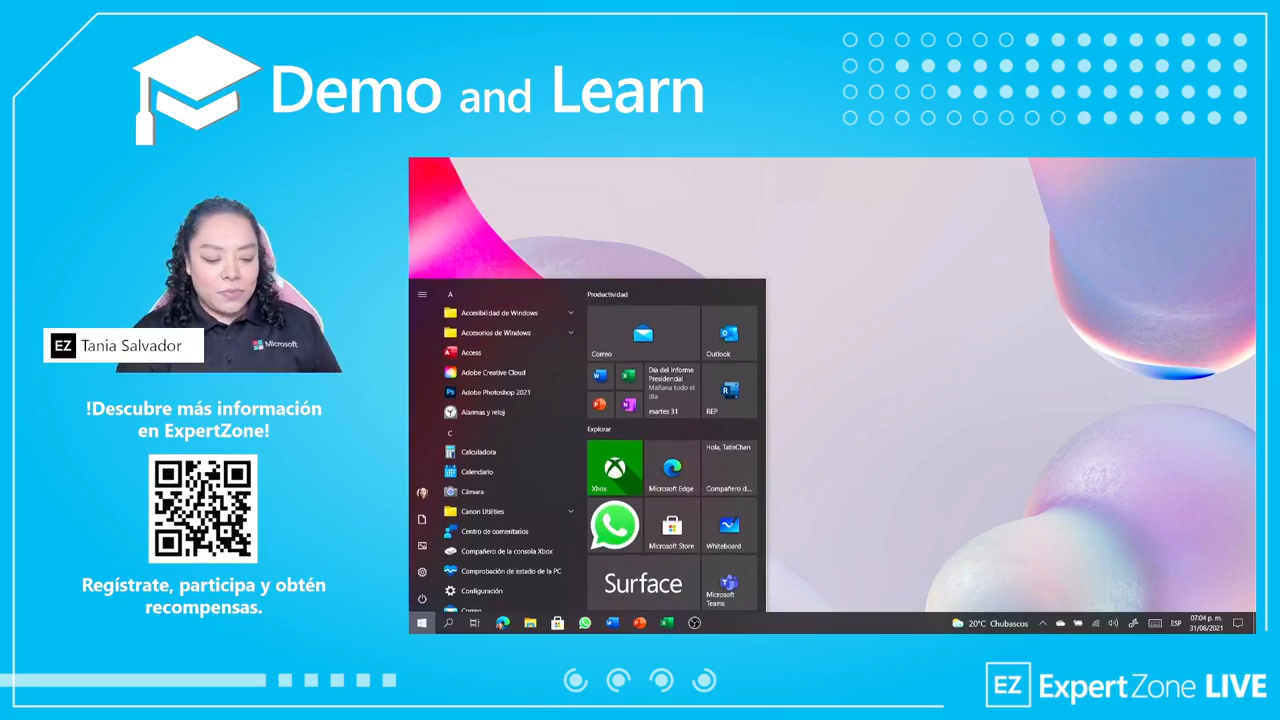 Demo and Learn
EZ Tania Salvador
Microsoft
!Descubre más información
en ExpertZone!
Regístrate, participa y obtén
recompensas.
A
Accesibilidad de Windows
Accesorios de Windows
Access
Adobe Creative Cloud
Adobe Photoshop 2021
Alarmas y reloj
C
Calculadora
Calendario
Cámara
Canon Utilities
Centro de comentarios
Compañero de la consola Xbox
Comprobación de estado de la PC
Configuración
Correo
Productividad
Correo
Outlook
Día del Informe
Presidencial
Mañana todo el
día
martes 31
REP
Explorar
Xbox
Microsoft Edge
Hola, TatisChan
Compañero d...
Microsoft Store
Whiteboard
Surface
Microsoft
Teams
20°C Chubascos
ESP
07:04 p. m.
31/08/2021
EZ ExpertZone LIVE